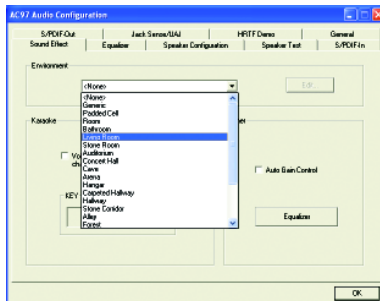 AC97 Audio Configuration
S/PDIF-Out Jack Sense/UAJ HRTF Demo General
Sound Effect Equalizer Speaker Configuration Speaker Test S/PDIF-In
Environment
<None>
Edit
<None>
Generic
Padded Cell
Room
Bathroom
Living Room
Stone Room
Auditorium
Concert Hall
Cave
Arena
Hangar
Carpeted Hallway
Hallway
Stone Corridor
Alley
Forest
Karaoke
Auto Gain Control
KEY
Equalizer
OK